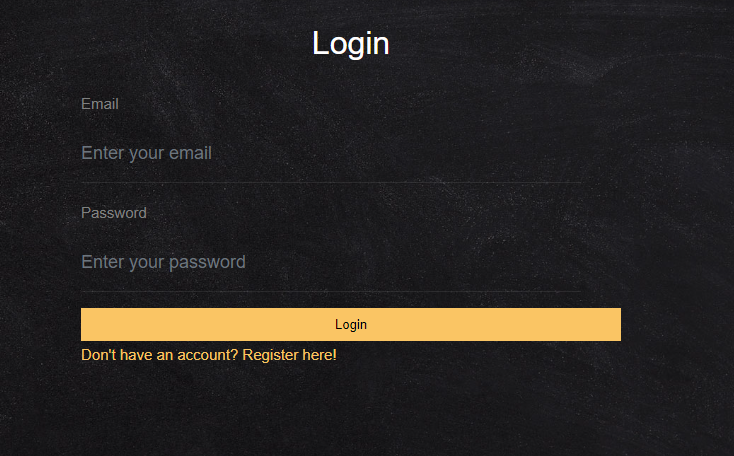 Login
Email
Enter your email
Password
Enter your password
Login
Don't have an account? Register here!